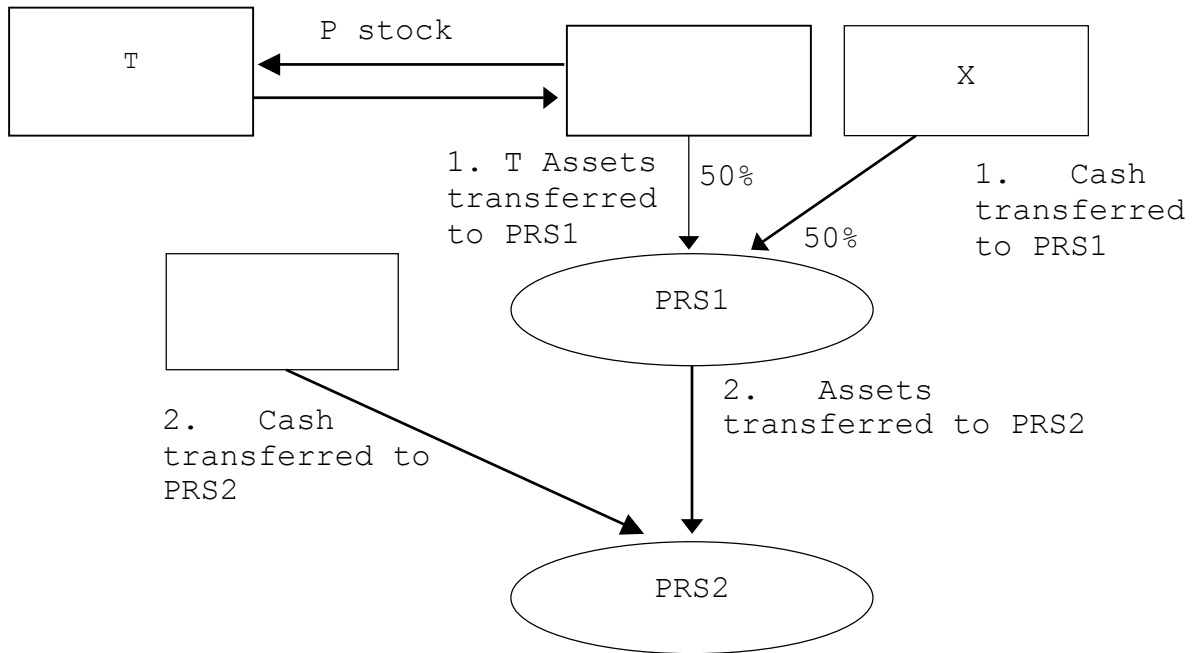 P stock
T
X
1. T Assets
transferred
to PRS1
50%
1. Cash
transferred
to PRS1
50%
PRS1
2. Assets
transferred to PRS2
2. Cash
transferred to
PRS2
PRS2